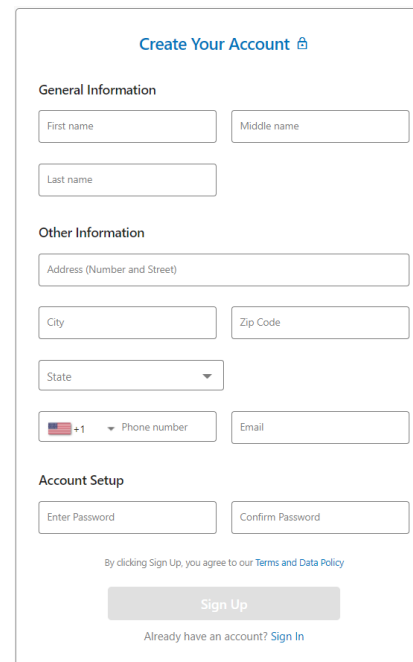 Create Your Account
General Information
First name Middle name
Last name
Other Information
Address (Number and Street)
City Zip Code
State
+1 Phone number Email
Account Setup
Enter Password Confirm Password
By clicking Sign Up, you agree to our Terms and Data Policy
Sign Up
Already have an account? Sign In